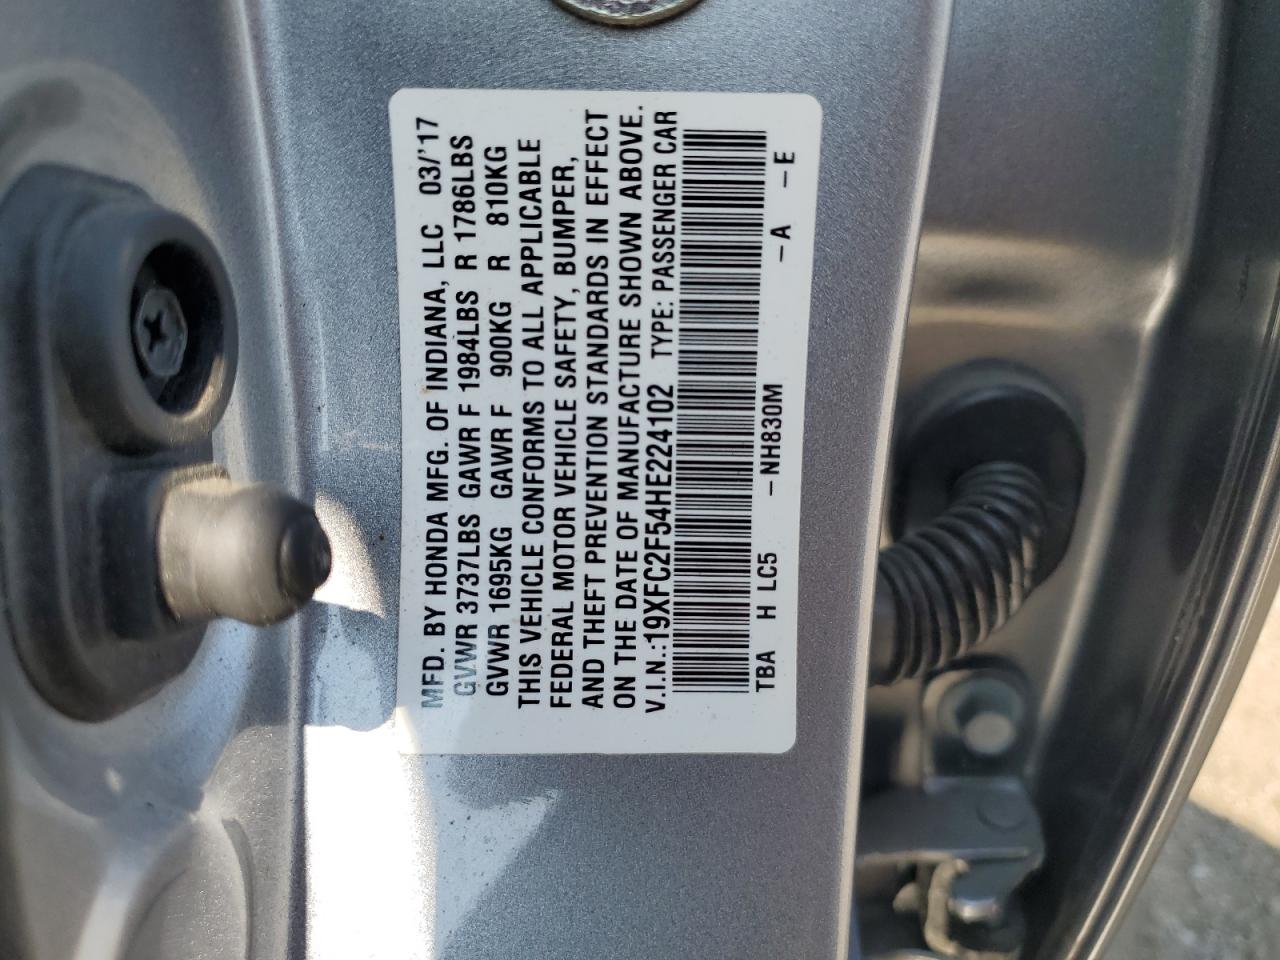 MFD. BY HONDA MFG. OF INDIANA, LLC 03/'17
GVWR 3737LBS GAWR F 1984LBS R 1786LBS
GVWR 1695KG GAWR F 900KG R 810KG
THIS VEHICLE CONFORMS TO ALL APPLICABLE
FEDERAL MOTOR VEHICLE SAFETY, BUMPER,
AND THEFT PREVENTION STANDARDS IN EFFECT
ON THE DATE OF MANUFACTURE SHOWN ABOVE.
V.I.N.:19XFC2F54HE224102 TYPE: PASSENGER CAR
TBA H LC5 -NH830M -A -E